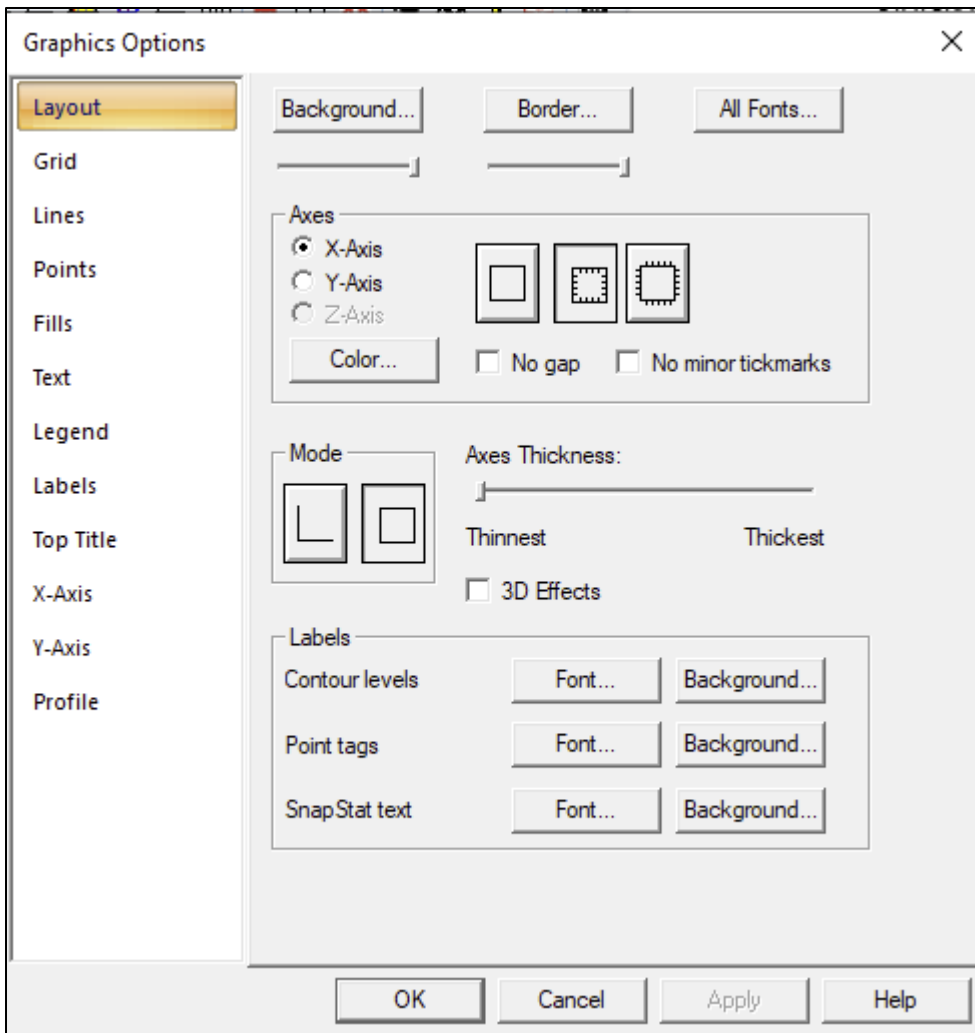 Graphics Options
Layout
Grid
Lines
Points
Fills
Text
Legend
Labels
Top Title
X-Axis
Y-Axis
Profile
Background... Border... All Fonts...
Axes
X-Axis
Y-Axis
Z-Axis
Color... No gap No minor tickmarks
Mode
Axes Thickness:
Thinnest Thickest
3D Effects
Labels
Contour levels Font... Background...
Point tags Font... Background...
SnapStat text Font... Background...
OK Cancel Apply Help